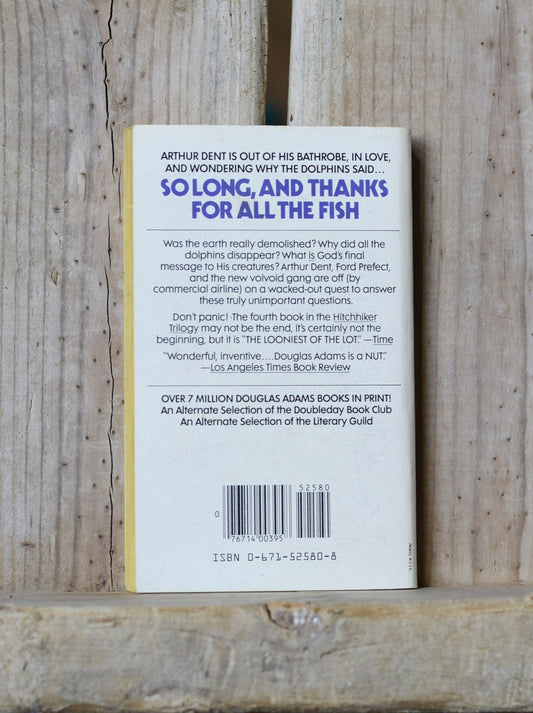 ARTHUR DENT IS OUT OF HIS BATHROBE, IN LOVE,
AND WONDERING WHY THE DOLPHINS SAID...
SO LONG, AND THANKS
FOR ALL THE FISH
Was the earth really demolished? Why did all the
dolphins disappear? What is God's final
message to His creatures? Arthur Dent, Ford Prefect,
and the new voivoid gang are off (by
commercial airline) on a wacked-out quest to answer
these truly unimportant questions.
Don't panic! The fourth book in the Hitchhiker
Trilogy may not be the end, it's certainly not the
beginning, but it is "THE LOONIEST OF THE LOT." —Time
"Wonderful, inventive....Douglas Adams is a NUT."
—Los Angeles Times Book Review
OVER 7 MILLION DOUGLAS ADAMS BOOKS IN PRINT!
An Alternate Selection of the Doubleday Book Club
An Alternate Selection of the Literary Guild
52580
0
76714 00395
ISBN 0-671-52580-8